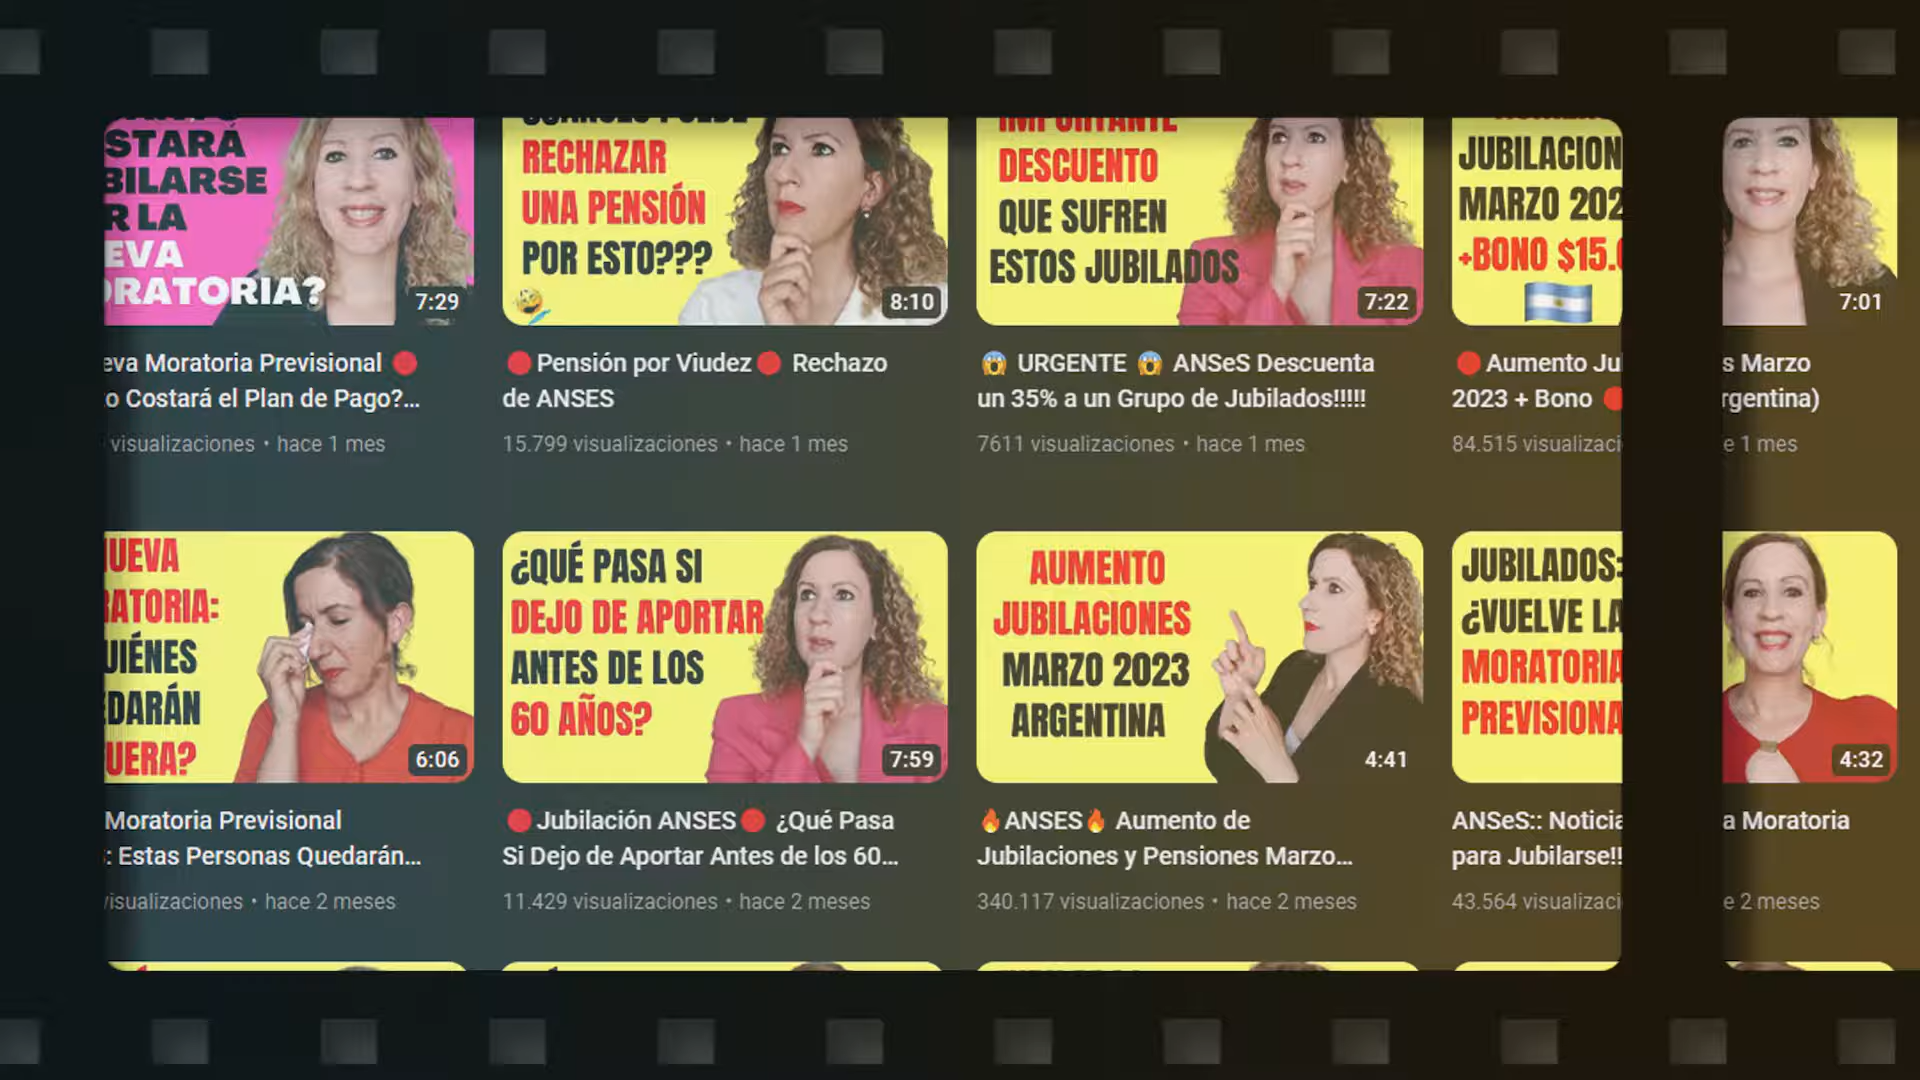 STARÁ
BILARSE
R LA
EVA
ORATORIA?
7:29
eva Moratoria Previsional
o Costará el Plan de Pago?...
visualizaciones • hace 1 mes
RECHAZAR
UNA PENSIÓN
POR ESTO???
8:10
Pensión por Viudez Rechazo
de ANSES
15.799 visualizaciones • hace 1 mes
IMPORTANTE
DESCUENTO
QUE SUFREN
ESTOS JUBILADOS
7:22
URGENTE ANSeS Descuenta
un 35% a un Grupo de Jubilados!!!!!
7611 visualizaciones • hace 1 mes
JUBILACION
MARZO 202
+BONO $15.0
Aumento Ju
2023 + Bono
84.515 visualizaci
7:01
s Marzo
rgentina)
e 1 mes
NUEVA
RATORIA:
UIÉNES
EDARÁN
UERA?
6:06
Moratoria Previsional
: Estas Personas Quedarán...
visualizaciones • hace 2 meses
¿QUÉ PASA SI
DEJO DE APORTAR
ANTES DE LOS
60 AÑOS?
7:59
Jubilación ANSES ¿Qué Pasa
Si Dejo de Aportar Antes de los 60...
11.429 visualizaciones • hace 2 meses
AUMENTO
JUBILACIONES
MARZO 2023
ARGENTINA
4:41
ANSES Aumento de
Jubilaciones y Pensiones Marzo...
340.117 visualizaciones • hace 2 meses
JUBILADOS:
¿VUELVE LA
MORATORIA
PREVISIONA
ANSeS:: Noticia
para Jubilarse!!
43.564 visualizaci
4:32
a Moratoria
e 2 meses